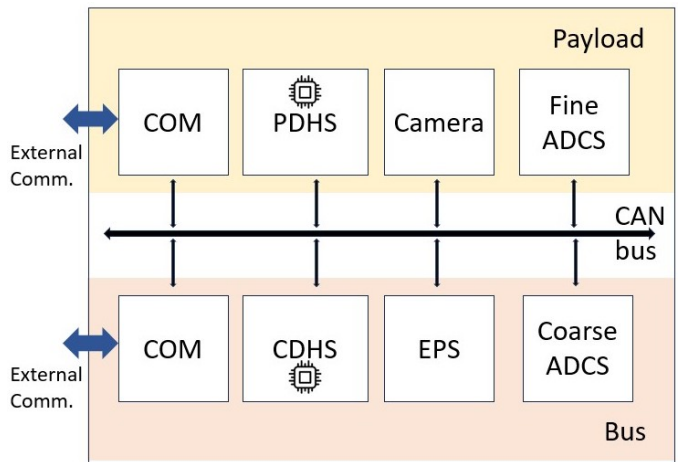 Payload
COM
PDHS
Camera
Fine
ADCS
External
Comm.
CAN
bus
COM
CDHS
EPS
Coarse
ADCS
External
Comm.
Bus